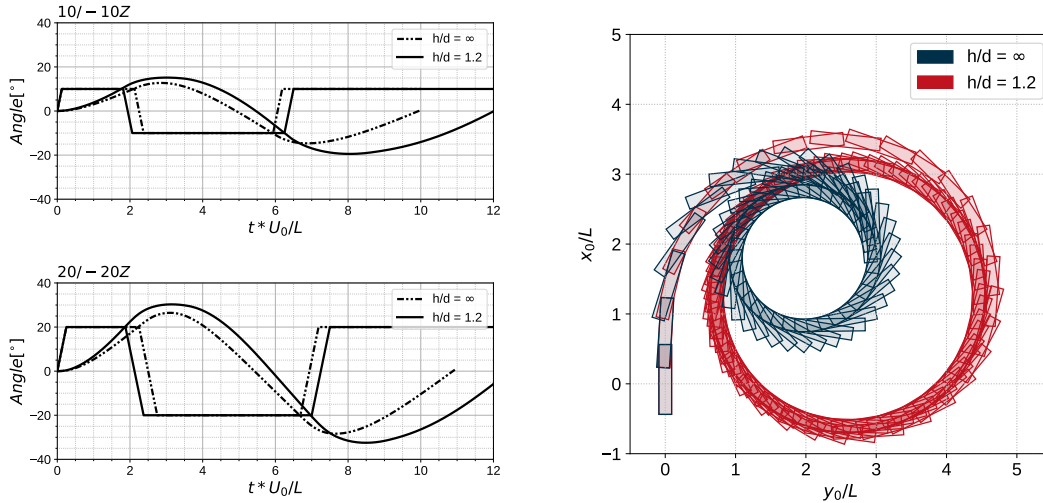 10/−10Z
40
20
0
−20
−40
Angle[°]
h/d = ∞
h/d = 1.2
0 2 4 6 8 10 12
t * U0/L
20/−20Z
40
20
0
−20
−40
Angle[°]
h/d = ∞
h/d = 1.2
0 2 4 6 8 10 12
t * U0/L
5
4
3
2
1
0
−1
x0/L
h/d = ∞
h/d = 1.2
0 1 2 3 4 5
y0/L